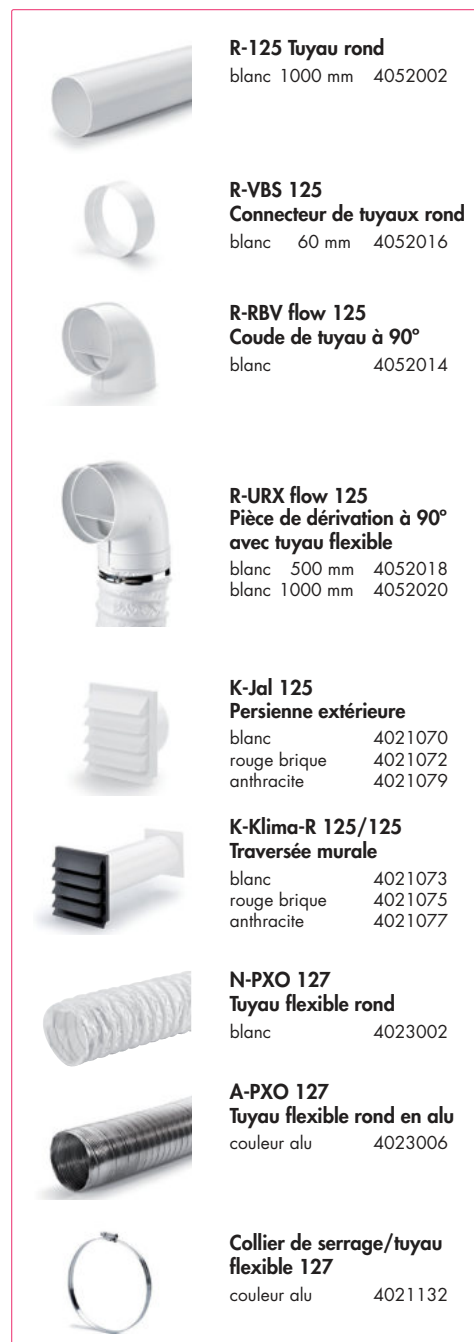 R-125 Tuyau rond
blanc 1000 mm 4052002
R-VBS 125
Connecteur de tuyaux rond
blanc 60 mm 4052016
R-RBV flow 125
Coude de tuyau à 90°
blanc 4052014
R-URX flow 125
Pièce de dérivation à 90°
avec tuyau flexible
blanc 500 mm 4052018
blanc 1000 mm 4052020
K-Jal 125
Persienne extérieure
blanc 4021070
rouge brique 4021072
anthracite 4021079
K-Klima-R 125/125
Traversée murale
blanc 4021073
rouge brique 4021075
anthracite 4021077
N-PXO 127
Tuyau flexible rond
blanc 4023002
A-PXO 127
Tuyau flexible rond en alu
couleur alu 4023006
Collier de serrage/tuyau
flexible 127
couleur alu 4021132